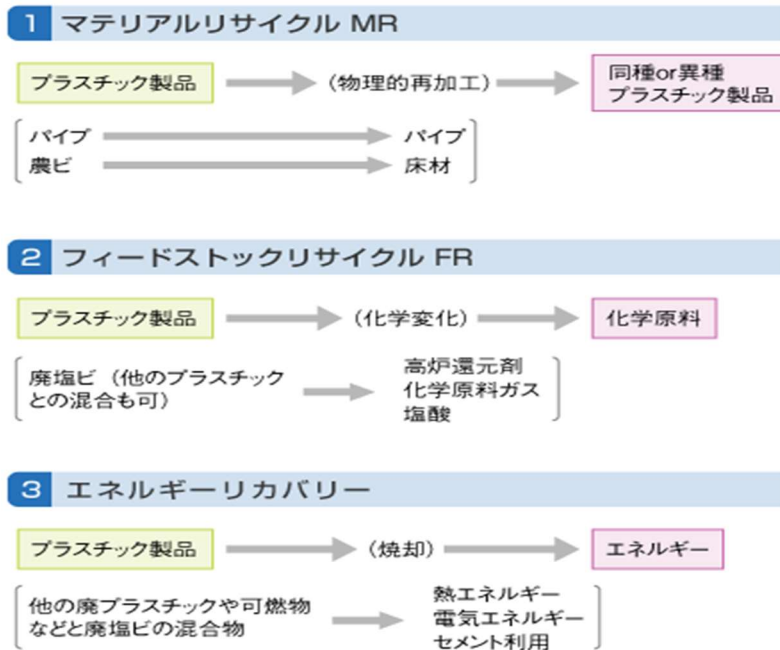 1 マテリアルリサイクル MR
プラスチック製品 (物理的再加工) 同種or異種
プラスチック製品
パイプ パイプ
農ビ 床材
2 フィードストックリサイクル FR
プラスチック製品 (化学変化) 化学原料
廃塩ビ (他のプラスチック
との混合も可)
高炉還元剤
化学原料ガス
塩酸
3 エネルギーリカバリー
プラスチック製品 (焼却) エネルギー
他の廃プラスチックや可燃物
などと廃塩ビの混合物
熱エネルギー
電気エネルギー
セメント利用